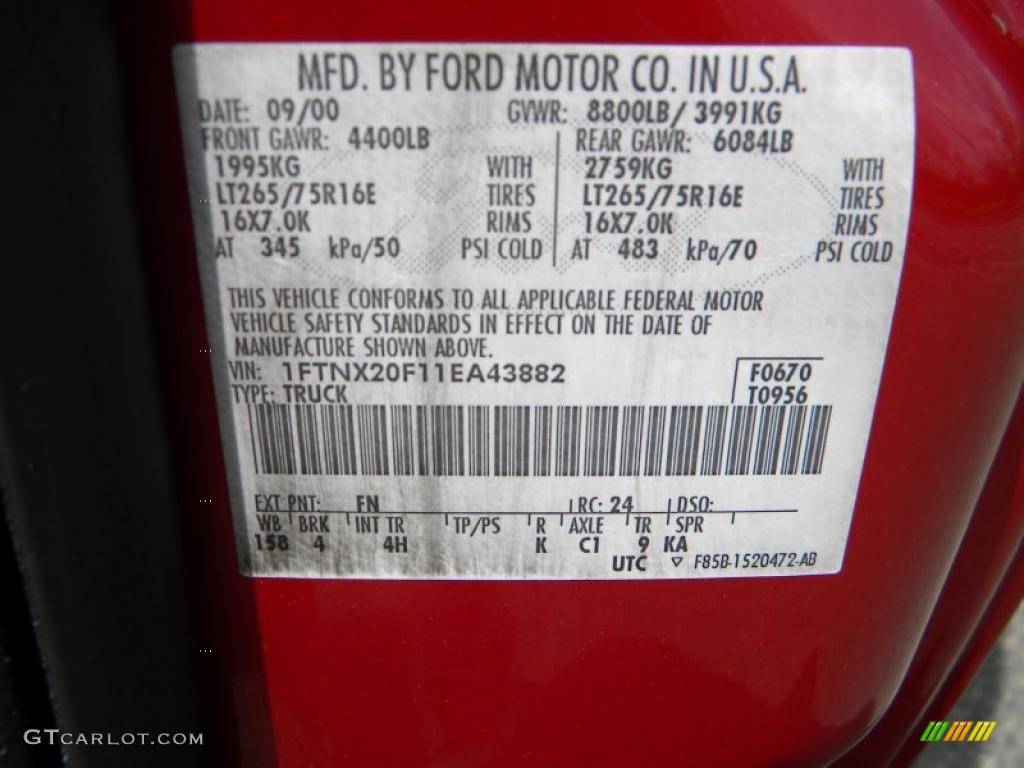 MFD. BY FORD MOTOR CO. IN U.S.A.
DATE: 09/00 GVWR: 8800LB/ 3991KG
FRONT GAWR: 4400LB REAR GAWR: 6084LB
1995KG WITH 2759KG WITH
LT265/75R16E TIRES LT265/75R16E TIRES
16X7.0K RIMS 16X7.0K RIMS
AT 345 kPa/50 PSI COLD AT 483 kPa/70 PSI COLD
THIS VEHICLE CONFORMS TO ALL APPLICABLE FEDERAL MOTOR
VEHICLE SAFETY STANDARDS IN EFFECT ON THE DATE OF
MANUFACTURE SHOWN ABOVE.
VIN: 1FTNX20F11EA43882 F0670
TYPE: TRUCK T0956
EXT PNT: FN RC: 24 DSO:
WB BRK INT TR TP/PS R AXLE TR SPR
158 4 4H K C1 9 KA
UTC ▽ F85B-1520472-AB
GTCARLOT.COM